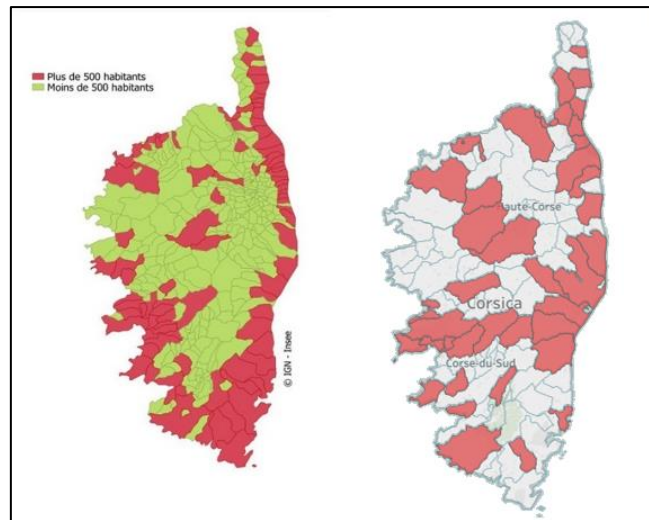 Plus de 500 habitants
Moins de 500 habitants
© IGN - Insee
Haute-Corse
Corsica
Corse-du-Sud